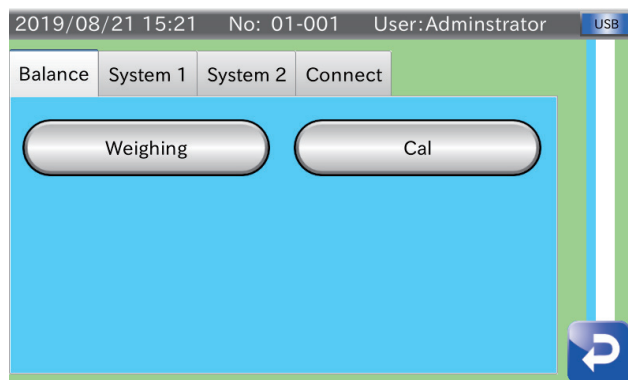 2019/08/21 15:21 No: 01-001 User:Adminstrator USB
Balance System 1 System 2 Connect
Weighing Cal